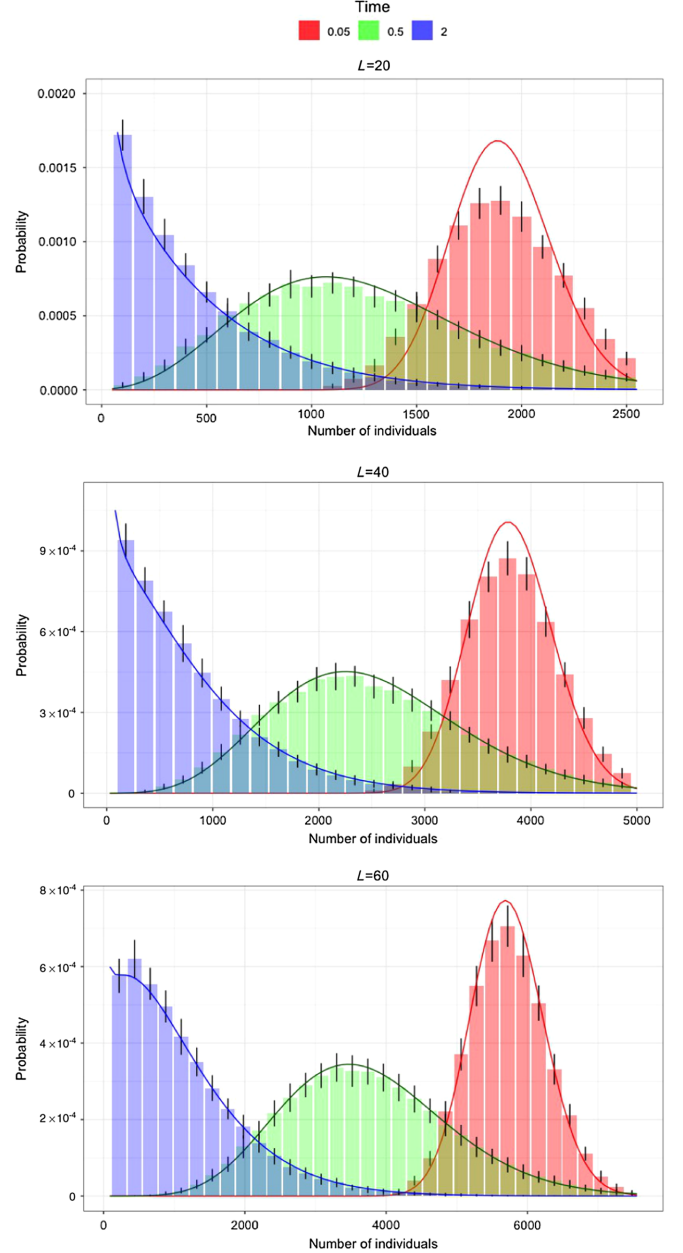 Time
0.05 0.5 2
L=20
0.0020
0.0015
0.0010
0.0005
0.0000
Probability
0 500 1000 1500 2000 2500
Number of individuals
L=40
9×10⁻⁴
6×10⁻⁴
3×10⁻⁴
0
Probability
0 1000 2000 3000 4000 5000
Number of individuals
L=60
8×10⁻⁴
6×10⁻⁴
4×10⁻⁴
2×10⁻⁴
0
Probability
0 2000 4000 6000
Number of individuals